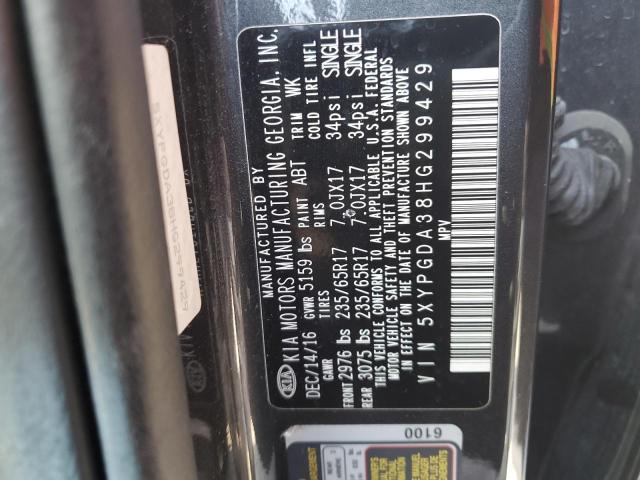 MANUFACTURED BY
KIA KIA MOTORS MANUFACTURING GEORGIA, INC.
DEC/14/16 GVWR 5159 lbs PAINT ABT TRIM WK
GAWR TIRES RIMS COLD TIRE INFL
FRONT 2976 lbs 235/65R17 7.0JX17 34psi SINGLE
REAR 3075 lbs 235/65R17 7.0JX17 34psi SINGLE
THIS VEHICLE CONFORMS TO ALL APPLICABLE U.S.A. FEDERAL
MOTOR VEHICLE SAFETY AND THEFT PREVENTION STANDARDS
IN EFFECT ON THE DATE OF MANUFACTURE SHOWN ABOVE
VIN 5XYPGDA38HG299429
MPV
6100